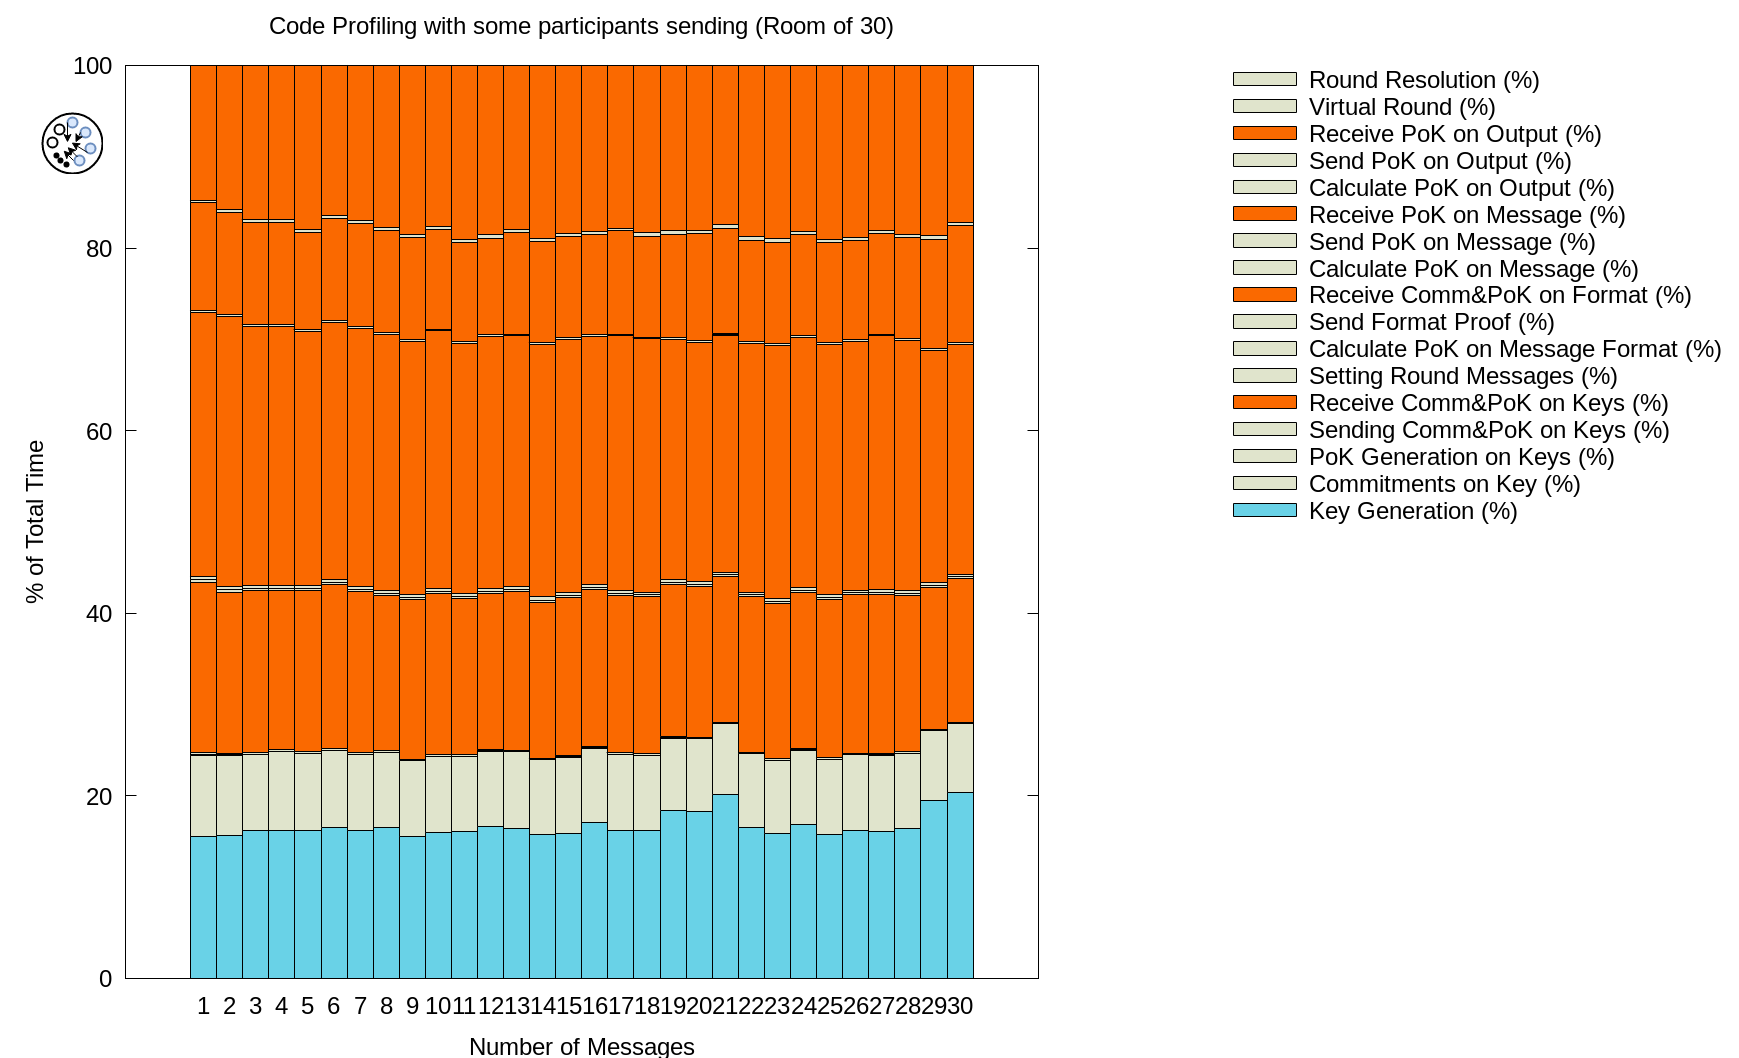 Code Profiling with some participants sending (Room of 30)
100
80
60
40
20
0
% of Total Time
1 2 3 4 5 6 7 8 9 10 11 12 13 14 15 16 17 18 19 20 21 22 23 24 25 26 27 28 29 30
Number of Messages
Round Resolution (%)
Virtual Round (%)
Receive PoK on Output (%)
Send PoK on Output (%)
Calculate PoK on Output (%)
Receive PoK on Message (%)
Send PoK on Message (%)
Calculate PoK on Message (%)
Receive Comm&PoK on Format (%)
Send Format Proof (%)
Calculate PoK on Message Format (%)
Setting Round Messages (%)
Receive Comm&PoK on Keys (%)
Sending Comm&PoK on Keys (%)
PoK Generation on Keys (%)
Commitments on Key (%)
Key Generation (%)